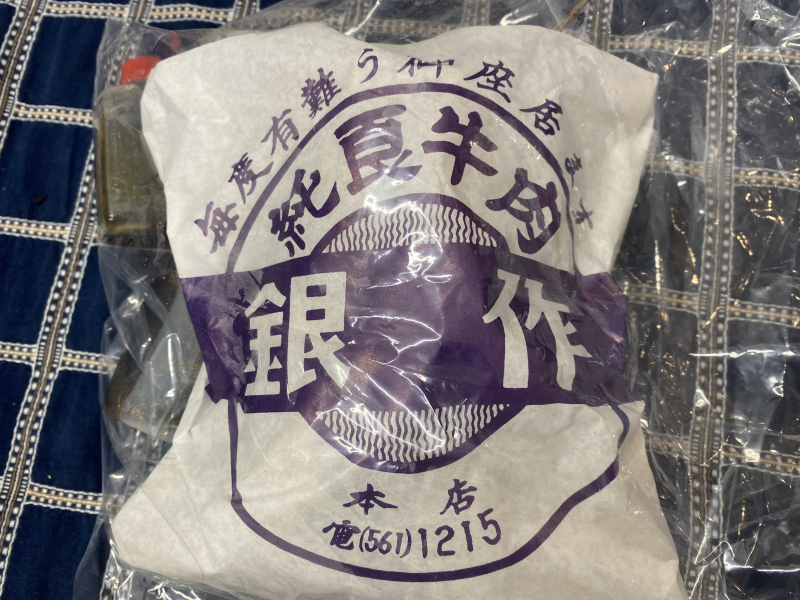 毎度有難う御座居ます
純良牛肉
銀作
本店
電(561)1215